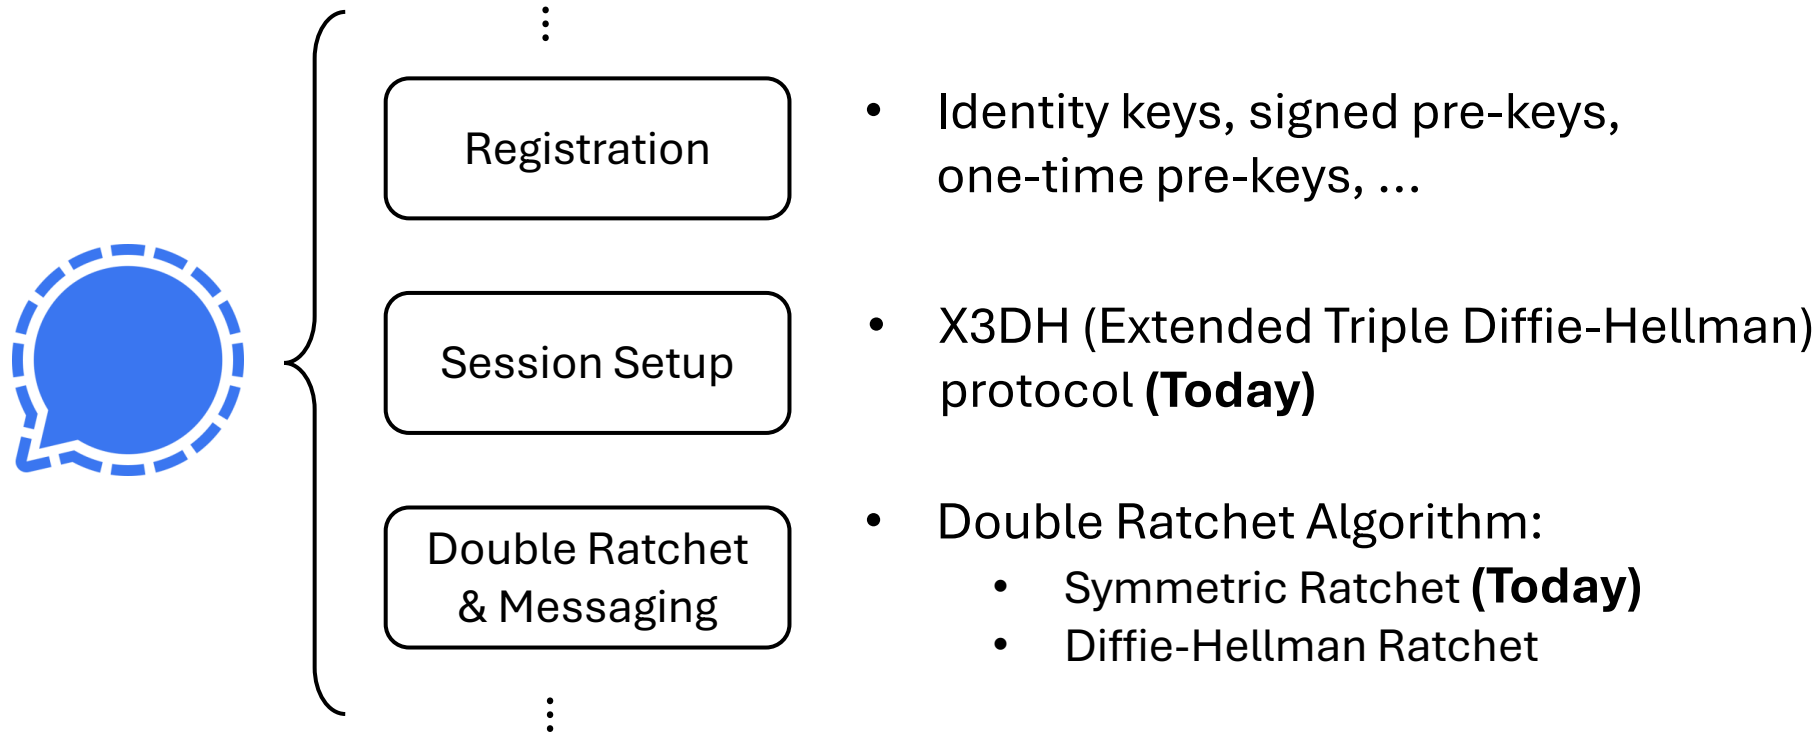 ⋮
Registration
• Identity keys, signed pre-keys,
one-time pre-keys, ...
Session Setup
• X3DH (Extended Triple Diffie-Hellman)
protocol (Today)
Double Ratchet
& Messaging
• Double Ratchet Algorithm:
• Symmetric Ratchet (Today)
• Diffie-Hellman Ratchet
⋮